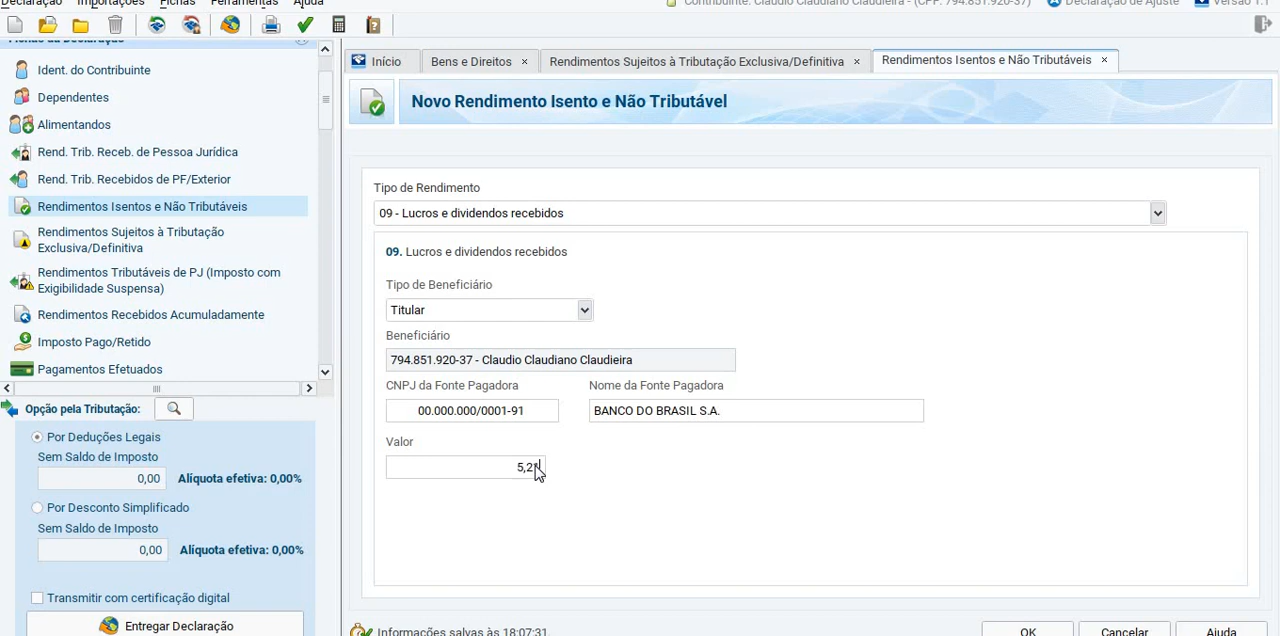 Declaração Importações Fichas Ferramentas Ajuda
Contribuinte: Claudio Claudiano Claudieira - (CPF: 794.851.920-37) Declaração de Ajuste Versão 1.1
Fichas da Declaração
Ident. do Contribuinte
Dependentes
Alimentandos
Rend. Trib. Receb. de Pessoa Jurídica
Rend. Trib. Recebidos de PF/Exterior
Rendimentos Isentos e Não Tributáveis
Rendimentos Sujeitos à Tributação
Exclusiva/Definitiva
Rendimentos Tributáveis de PJ (Imposto com
Exigibilidade Suspensa)
Rendimentos Recebidos Acumuladamente
Imposto Pago/Retido
Pagamentos Efetuados
Opção pela Tributação:
Por Deduções Legais
Sem Saldo de Imposto
0,00 Alíquota efetiva: 0,00%
Por Desconto Simplificado
Sem Saldo de Imposto
0,00 Alíquota efetiva: 0,00%
Transmitir com certificação digital
Entregar Declaração
Início Bens e Direitos × Rendimentos Sujeitos à Tributação Exclusiva/Definitiva × Rendimentos Isentos e Não Tributáveis ×
Novo Rendimento Isento e Não Tributável
Tipo de Rendimento
09 - Lucros e dividendos recebidos
09. Lucros e dividendos recebidos
Tipo de Beneficiário
Titular
Beneficiário
794.851.920-37 - Claudio Claudiano Claudieira
CNPJ da Fonte Pagadora Nome da Fonte Pagadora
00.000.000/0001-91 BANCO DO BRASIL S.A.
Valor
Informações salvas às 18:07:31.
OK Cancelar Ajuda